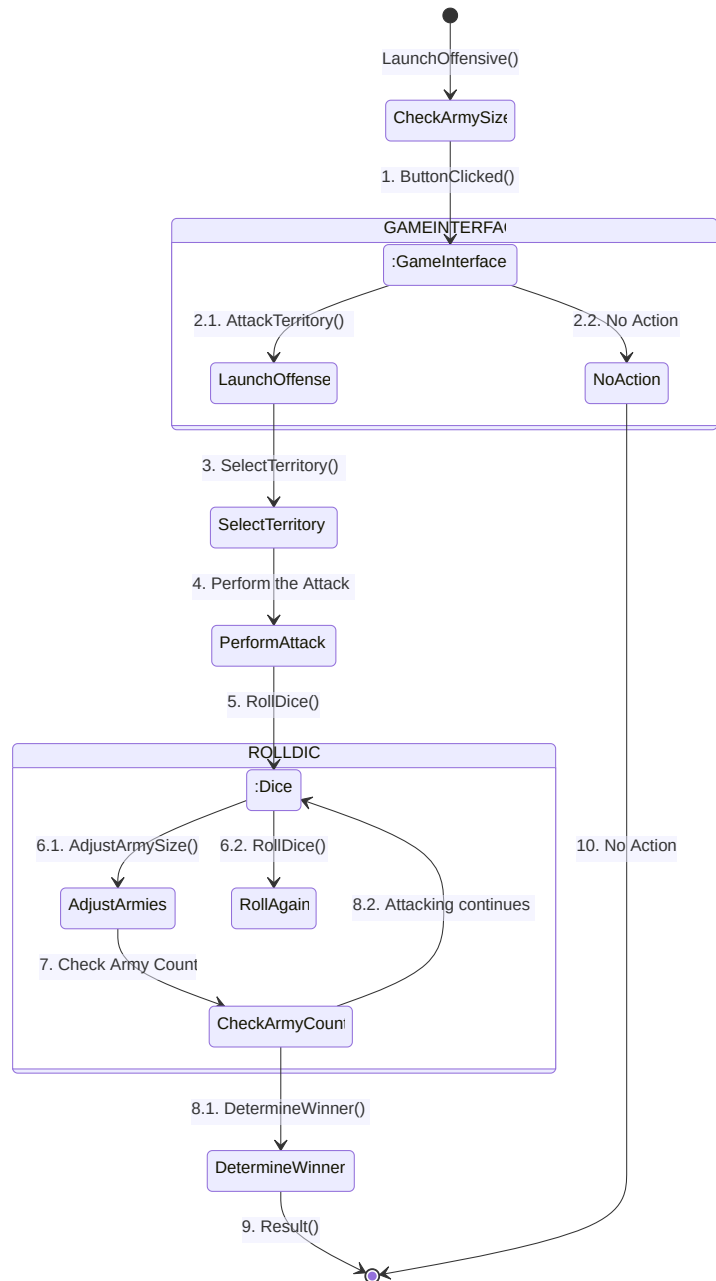 LaunchOffensive()
CheckArmySize
1. ButtonClicked()
GAMEINTERFAC
:GameInterface
2.1. AttackTerritory()
2.2. No Action
LaunchOffense
NoAction
3. SelectTerritory()
SelectTerritory
4. Perform the Attack
PerformAttack
5. RollDice()
ROLLDIC
:Dice
6.1. AdjustArmySize()
6.2. RollDice()
10. No Action
AdjustArmies
RollAgain
8.2. Attacking continues
7. Check Army Count
CheckArmyCount
8.1. DetermineWinner()
DetermineWinner
9. Result()